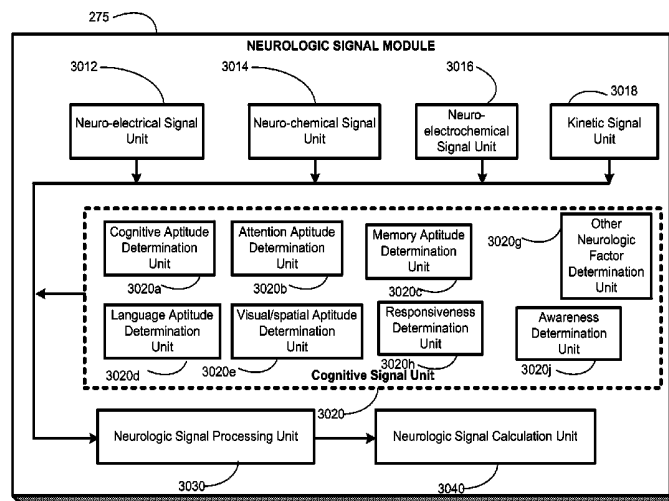 275
NEUROLOGIC SIGNAL MODULE
3012
3014
3016
3018
Neuro-electrical Signal
Unit
Neuro-chemical Signal
Unit
Neuro-
electrochemical
Signal Unit
Kinetic Signal
Unit
Cognitive Aptitude
Determination
Unit
3020a
Attention Aptitude
Determination
Unit
3020b
Memory Aptitude
Determination
Unit
3020c
3020g
Other
Neurologic
Factor
Determination
Unit
Language Aptitude
Determination
Unit
3020d
Visual/spatial Aptitude
Determination
Unit
3020e
Responsiveness
Determination
Unit
3020h
Awareness
Determination
Unit
3020j
Cognitive Signal Unit
3020
Neurologic Signal Processing Unit
3030
Neurologic Signal Calculation Unit
3040